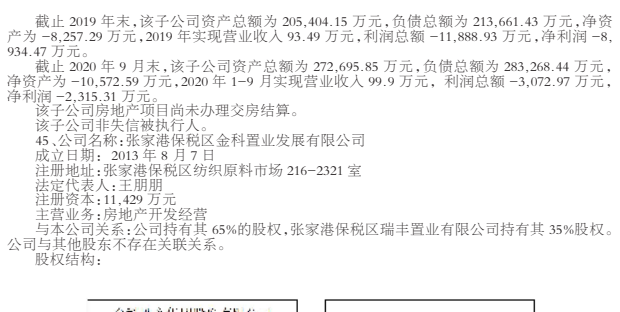 截止 2019 年末,该子公司资产总额为 205,404.15 万元,负债总额为 213,661.43 万元,净资
产为 -8,257.29 万元,2019 年实现营业收入 93.49 万元,利润总额 -11,888.93 万元,净利润 -8,
934.47 万元。
截止 2020 年 9 月末,该子公司资产总额为 272,695.85 万元,负债总额为 283,268.44 万元,
净资产为 -10,572.59 万元,2020 年 1-9 月实现营业收入 99.9 万元, 利润总额 -3,072.97 万元,
净利润 -2,315.31 万元。
该子公司房地产项目尚未办理交房结算。
该子公司非失信被执行人。
45、公司名称:张家港保税区金科置业发展有限公司
成立日期: 2013 年 8 月 7 日
注册地址:张家港保税区纺织原料市场 216-2321 室
法定代表人:王朋朋
注册资本:11,429 万元
主营业务:房地产开发经营
与本公司关系:公司持有其 65%的股权,张家港保税区瑞丰置业有限公司持有其 35%股权。
公司与其他股东不存在关联关系。
股权结构: